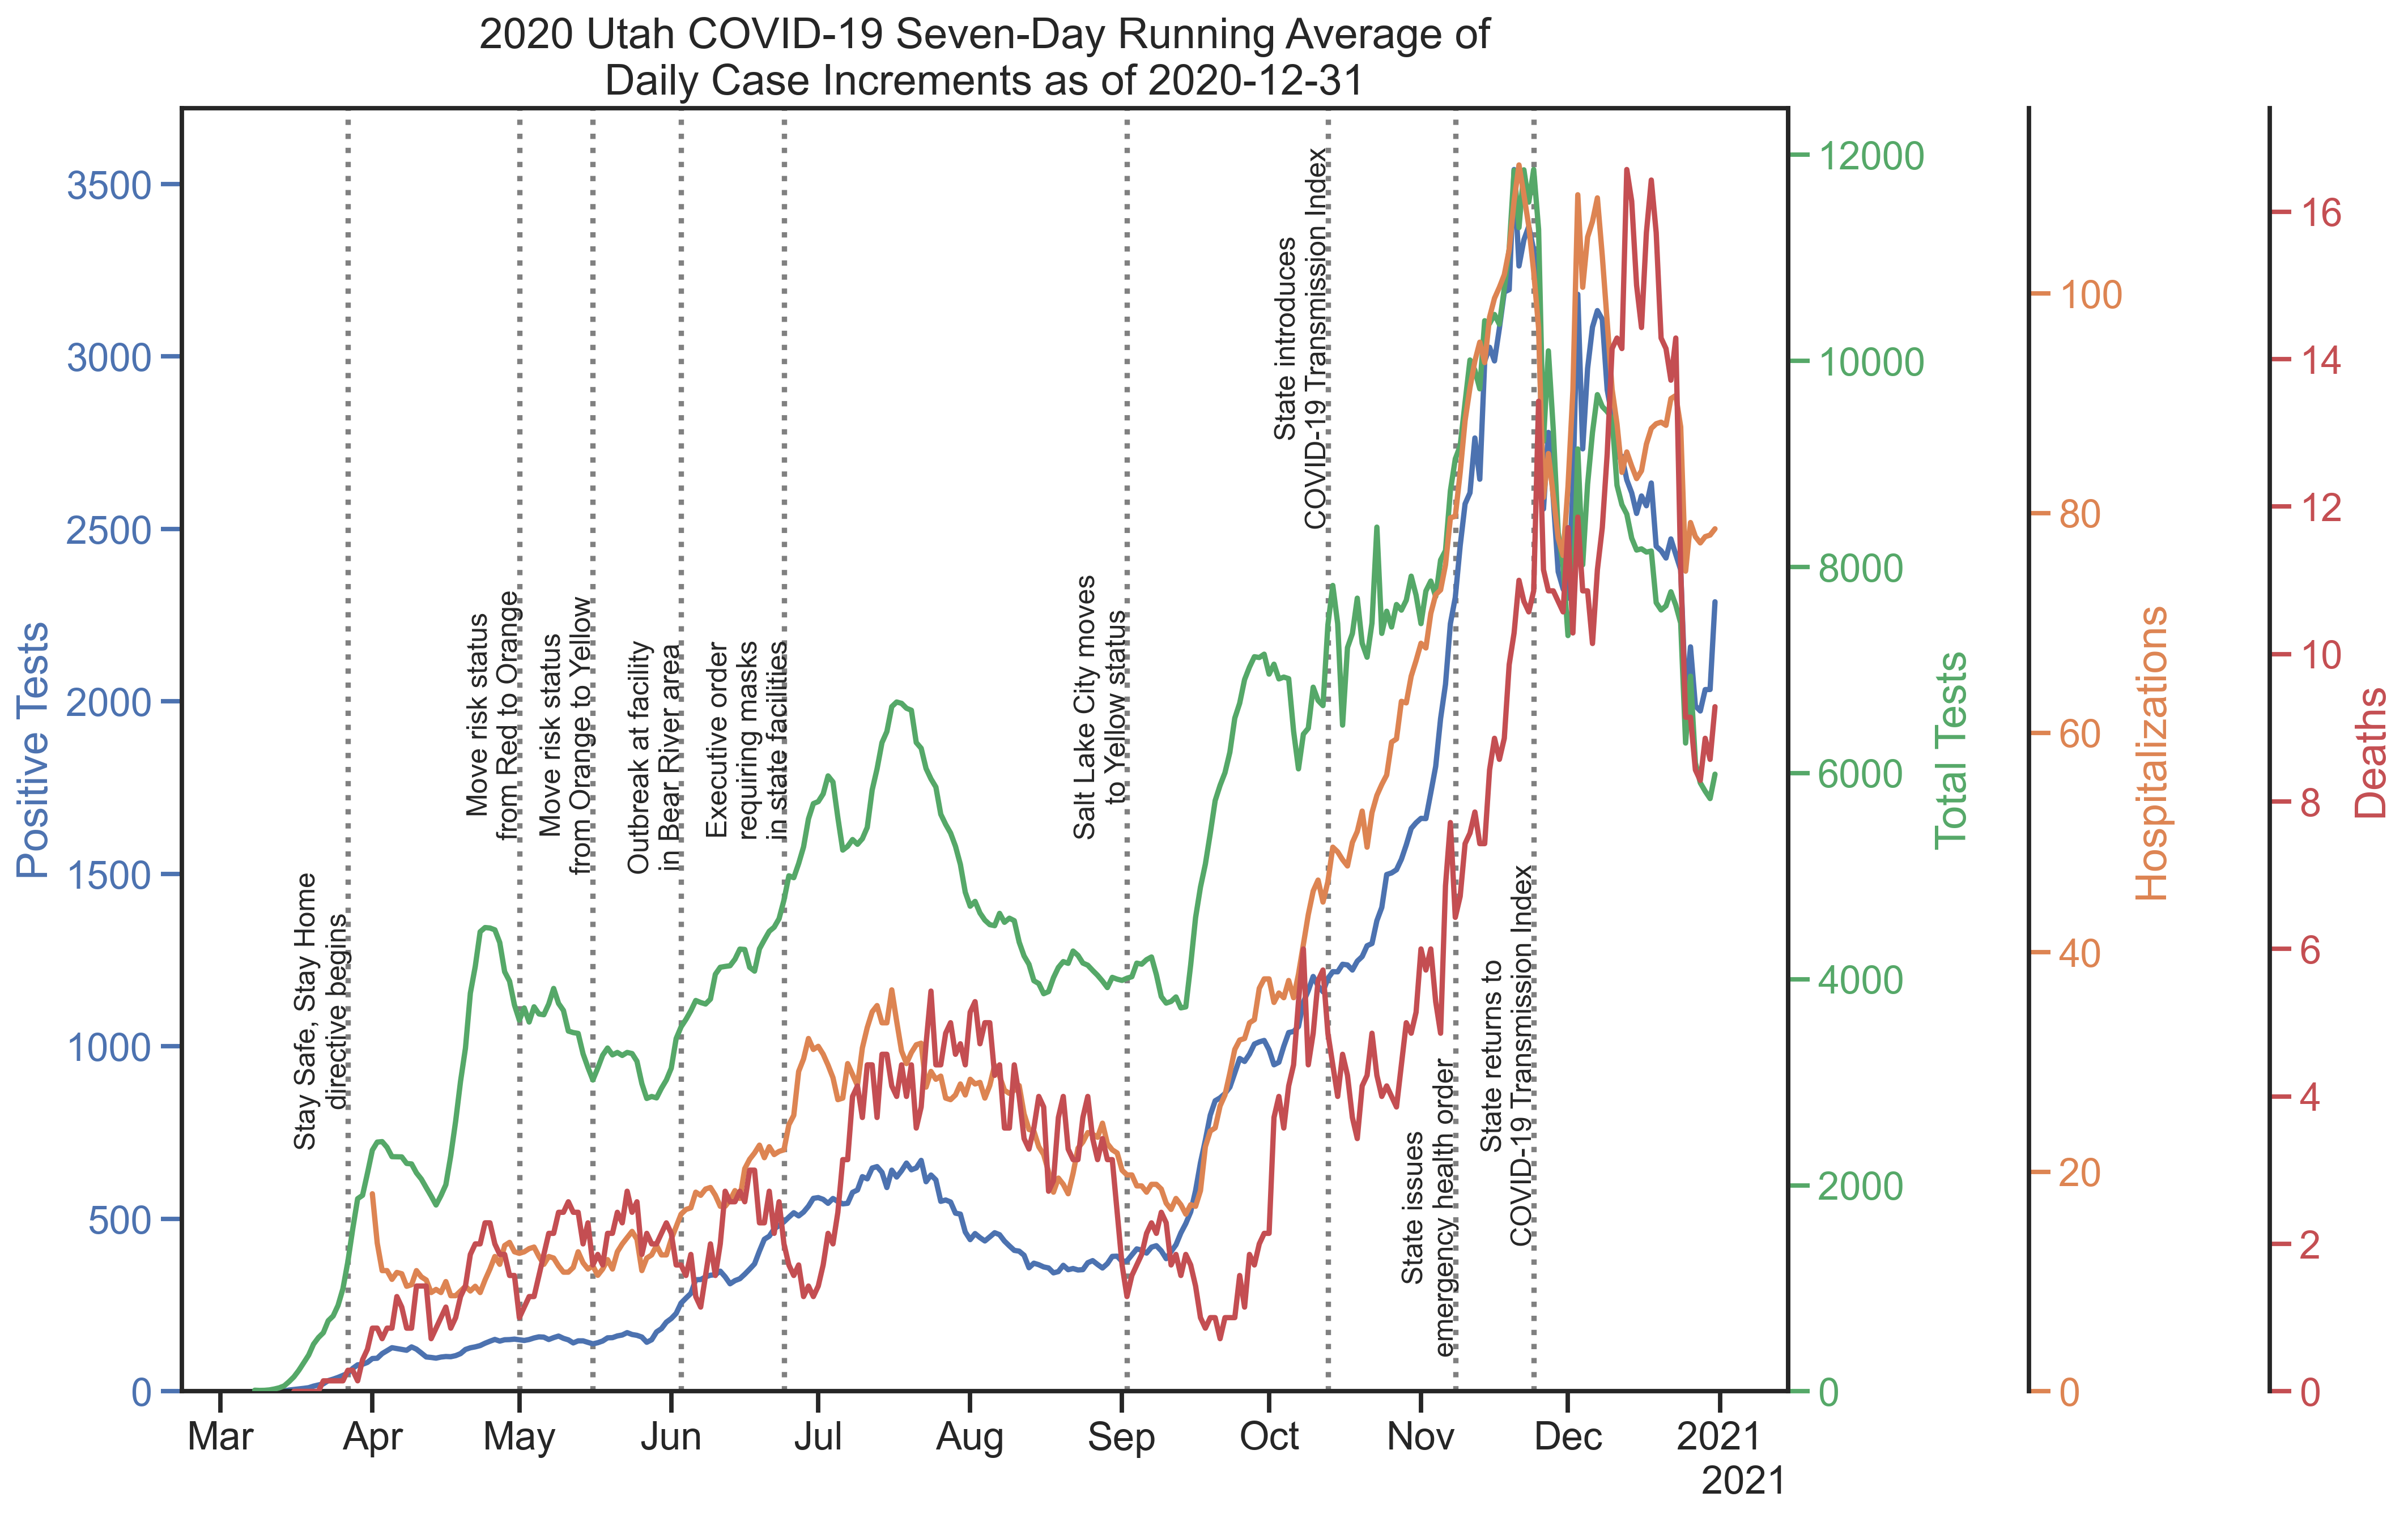 2020 Utah COVID-19 Seven-Day Running Average of
Daily Case Increments as of 2020-12-31
Positive Tests
3500
3000
2500
2000
1500
1000
500
0
Stay Safe, Stay Home
directive begins
Move risk status
from Red to Orange
Move risk status
from Orange to Yellow
Outbreak at facility
in Bear River area
Executive order
requiring masks
in state facilities
Salt Lake City moves
to Yellow status
State introduces
COVID-19 Transmission Index
State issues
emergency health order
State returns to
COVID-19 Transmission Index
12000
10000
8000
6000
4000
2000
0
Total Tests
100
80
60
40
20
0
Hospitalizations
16
14
12
10
8
6
4
2
0
Deaths
Mar Apr May Jun Jul Aug Sep Oct Nov Dec 2021
2021